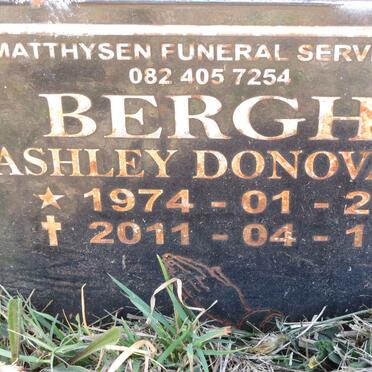 MATTHYSEN FUNERAL SERV
082 405 7254
BERGH
ASHLEY DONOV
★ 1974 - 01 - 2
✝ 2011 - 04 - 1